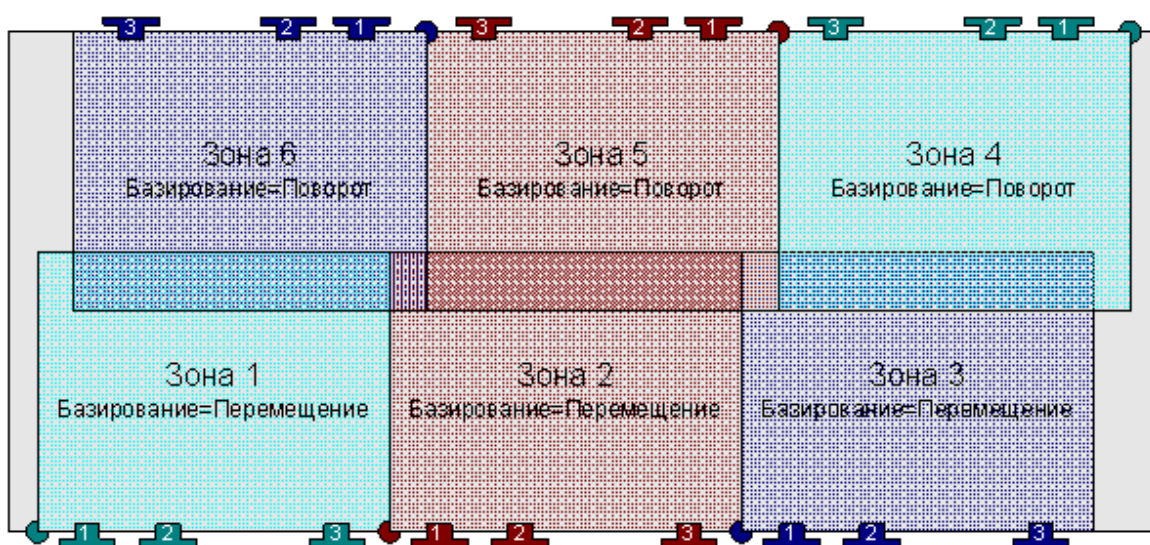 3 2 1 3 2 1 3 2 1
Зона 6 Зона 5 Зона 4
Базирование=Поворот Базирование=Поворот Базирование=Поворот
Зона 1 Зона 2 Зона 3
Базирование=Перемещение Базирование=Перемещение Базирование=Перемещение
1 2 3 1 2 3 1 2 3